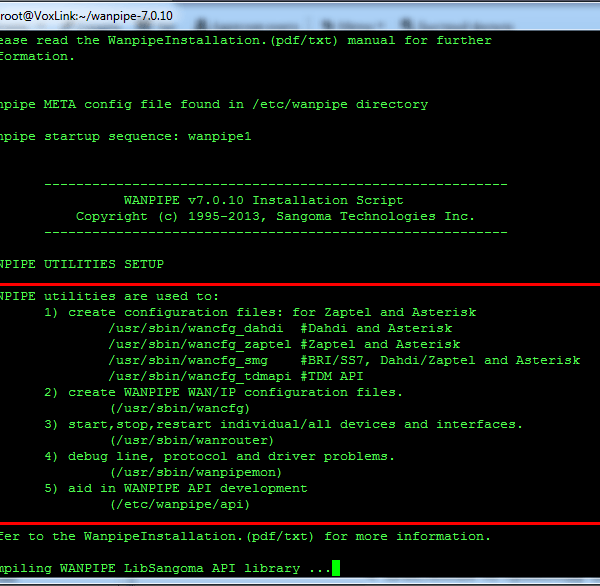 root@VoxLink:~/wanpipe-7.0.10
ease read the WanpipeInstallation.(pdf/txt) manual for further
formation.
npipe META config file found in /etc/wanpipe directory
npipe startup sequence: wanpipe1
----------------------------------------------------------
WANPIPE v7.0.10 Installation Script
Copyright (c) 1995-2013, Sangoma Technologies Inc.
----------------------------------------------------------
NPIPE UTILITIES SETUP
NPIPE utilities are used to:
1) create configuration files: for Zaptel and Asterisk
/usr/sbin/wancfg_dahdi #Dahdi and Asterisk
/usr/sbin/wancfg_zaptel #Zaptel and Asterisk
/usr/sbin/wancfg_smg #BRI/SS7, Dahdi/Zaptel and Asterisk
/usr/sbin/wancfg_tdmapi #TDM API
2) create WANPIPE WAN/IP configuration files.
(/usr/sbin/wancfg)
3) start,stop,restart individual/all devices and interfaces.
(/usr/sbin/wanrouter)
4) debug line, protocol and driver problems.
(/usr/sbin/wanpipemon)
5) aid in WANPIPE API development
(/etc/wanpipe/api)
fer to the WanpipeInstallation.(pdf/txt) for more information.
mpiling WANPIPE LibSangoma API library ...